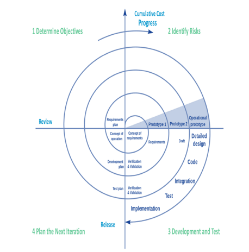 Cumulative Cost
Progress
1 Determine Objectives
2 Identify Risks
Review
Requirements
plan
Prototype 1
Prototype 2
Operational
prototype
Concept of
operation
Concept of
requirements
Requirements
Draft
Detailed
design
Development
plan
Verification
& Validation
Code
Integration
Test plan
Verification
& Validation
Test
Implementation
Release
4 Plan the Next Iteration
3 Development and Test